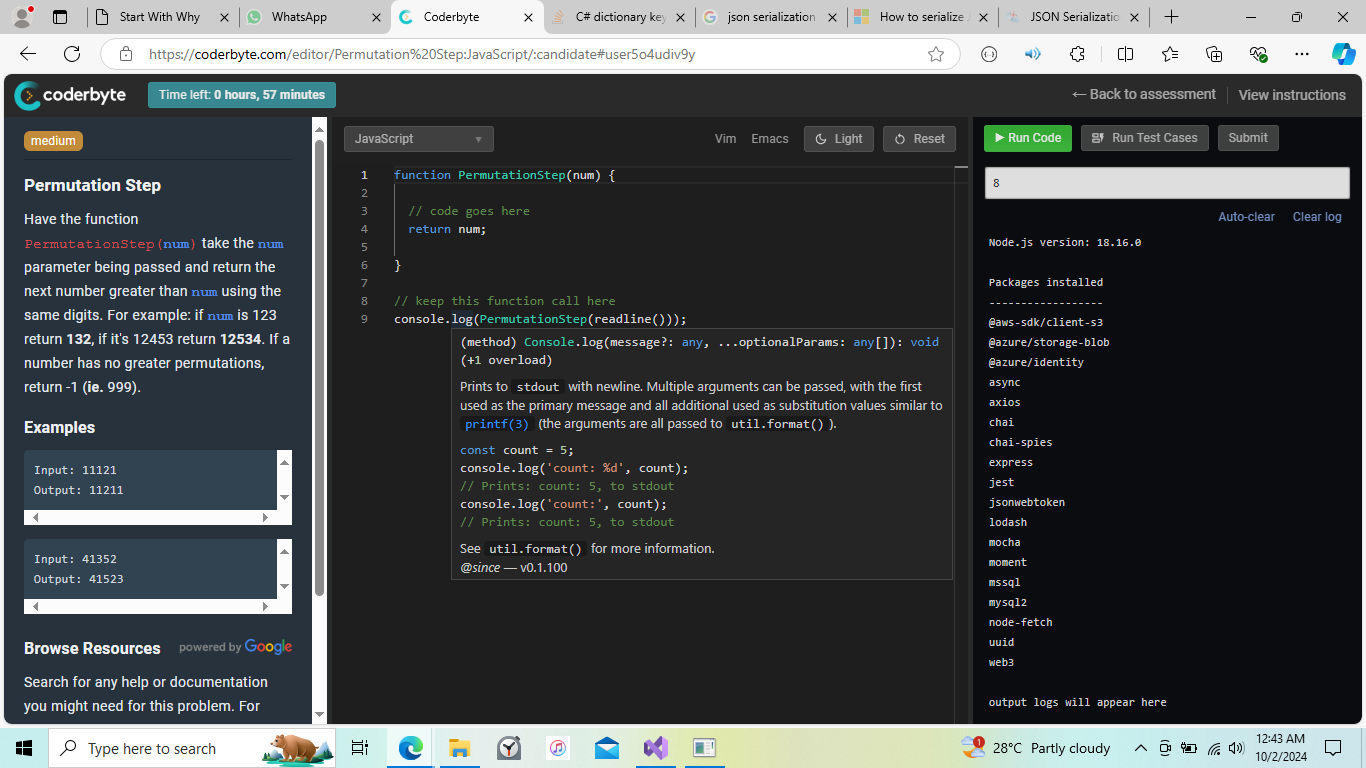 Start With Why
WhatsApp
Coderbyte
C# dictionary key
json serialization
How to serialize J
JSON Serializatio
https://coderbyte.com/editor/Permutation%20Step:JavaScript/:candidate#user5o4udiv9y
coderbyte
Time left: 0 hours, 57 minutes
← Back to assessment
View instructions
medium
Permutation Step
Have the function
PermutationStep(num) take the num
parameter being passed and return the
next number greater than num using the
same digits. For example: if num is 123
return 132, if it's 12453 return 12534. If a
number has no greater permutations,
return -1 (ie. 999).
Examples
Input: 11121
Output: 11211
Input: 41352
Output: 41523
Browse Resources
powered by Google
Search for any help or documentation
you might need for this problem. For
JavaScript
Vim
Emacs
Light
Reset
1 function PermutationStep(num) {
2
3 // code goes here
4 return num;
5
6 }
7
8 // keep this function call here
9 console.log(PermutationStep(readline()));
(method) Console.log(message?: any, ...optionalParams: any[]): void
(+1 overload)
Prints to stdout with newline. Multiple arguments can be passed, with the first
used as the primary message and all additional used as substitution values similar to
printf(3) (the arguments are all passed to util.format() ).
const count = 5;
console.log('count: %d', count);
// Prints: count: 5, to stdout
console.log('count:', count);
// Prints: count: 5, to stdout
See util.format() for more information.
@since — v0.1.100
Run Code
Run Test Cases
Submit
8
Auto-clear
Clear log
Node.js version: 18.16.0
Packages installed
------------------
@aws-sdk/client-s3
@azure/storage-blob
@azure/identity
async
axios
chai
chai-spies
express
jest
jsonwebtoken
lodash
mocha
moment
mssql
mysql2
node-fetch
uuid
web3
output logs will appear here
Type here to search
1
28°C Partly cloudy
12:43 AM
10/2/2024